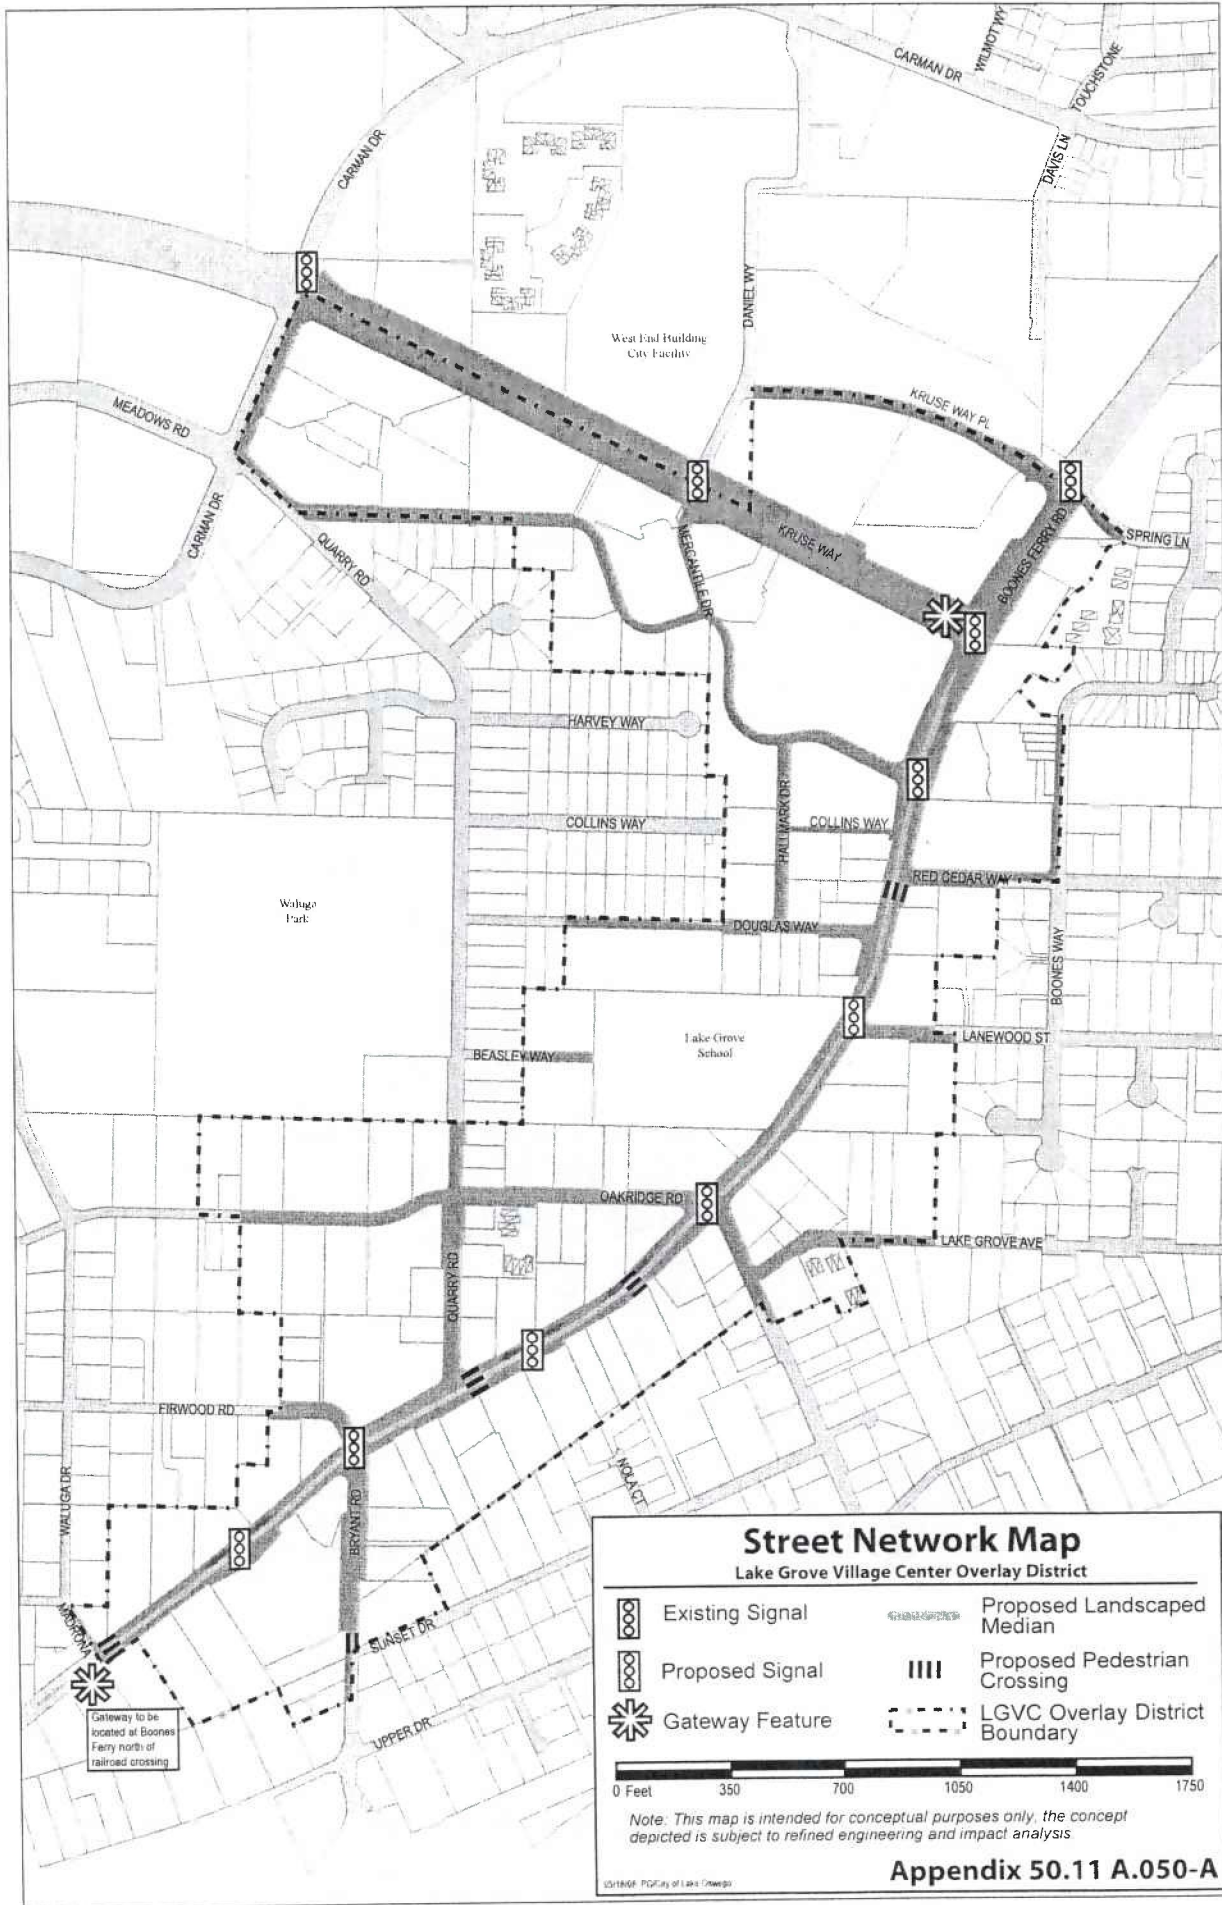 CARMAN DR
WILMOT WY
TOUCHSTONE
CARMAN DR
DAVIS LN
DANIEL WY
West End Building
City Facility
MEADOWS RD
KRUSE WAY PL
CARMAN DR
QUARRY RD
MERCANTILE DR
KRUSE WAY
BOONES FERRY RD
SPRING LN
HARVEY WAY
COLLINS WAY
HALLMARK DR
COLLINS WAY
RED CEDAR WAY
Waluga
Park
DOUGLAS WAY
BOONES WAY
Lake Grove
School
LANEWOOD ST
BEASLEY WAY
OAKRIDGE RD
LAKE GROVE AVE
QUARRY RD
FIRWOOD RD
WALUGA DR
BRYANT RD
NOLA CT
MADRONA
SUNSET DR
UPPER DR
Gateway to be
located at Boones
Ferry north of
railroad crossing
Street Network Map
Lake Grove Village Center Overlay District
Existing Signal
Proposed Signal
Gateway Feature
Proposed Landscaped
Median
Proposed Pedestrian
Crossing
LGVC Overlay District
Boundary
0 Feet 350 700 1050 1400 1750
Note: This map is intended for conceptual purposes only, the concept
depicted is subject to refined engineering and impact analysis
City of Lake Oswego
Appendix 50.11 A.050-A